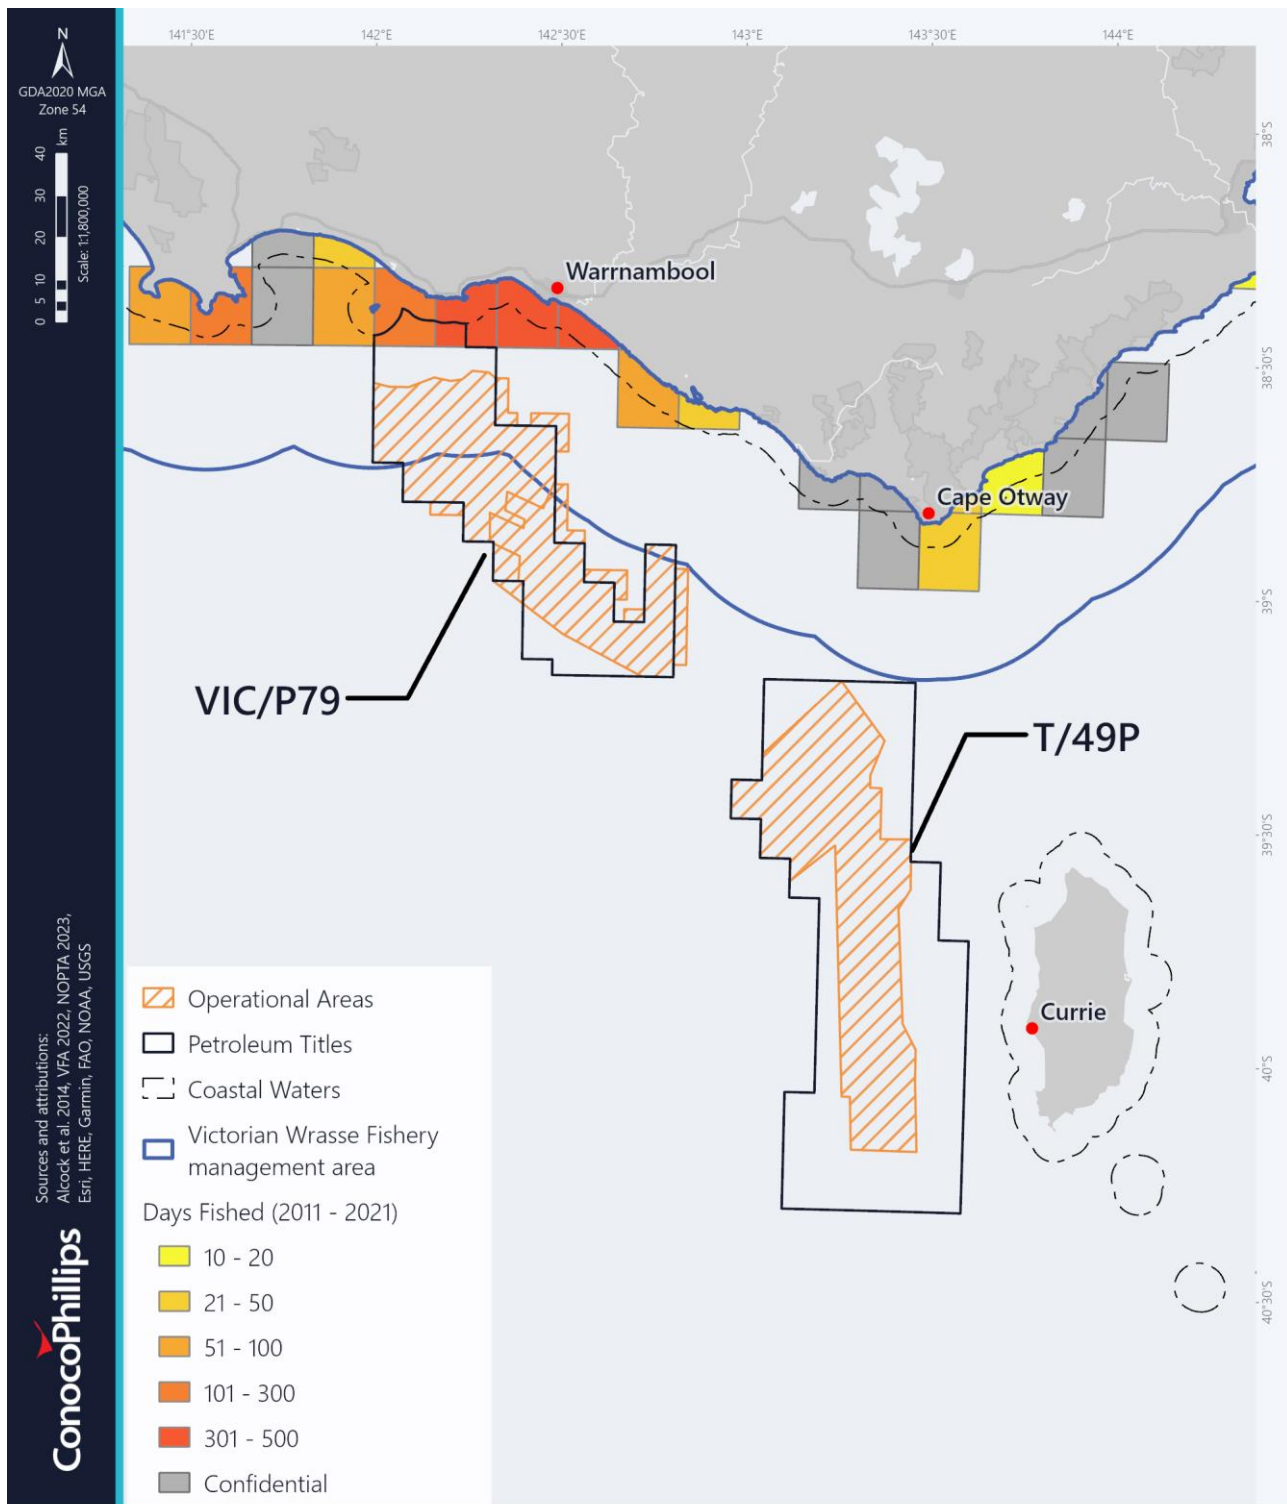 141°30'E
142°E
142°30'E
143°E
143°30'E
144°E
N
GDA2020 MGA
Zone 54
0 5 10 20 30 40 km
Scale: 1:1,800,000
38°S
38°30'S
39°S
39°30'S
40°S
40°30'S
Warrnambool
Cape Otway
VIC/P79
T/49P
Currie
Operational Areas
Petroleum Titles
Coastal Waters
Victorian Wrasse Fishery
management area
Days Fished (2011 - 2021)
10 - 20
21 - 50
51 - 100
101 - 300
301 - 500
Confidential
Sources and attributions:
Alcock et al. 2014, VFA 2022, NOPTA 2023,
Esri, HERE, Garmin, FAO, NOAA, USGS
ConocoPhillips